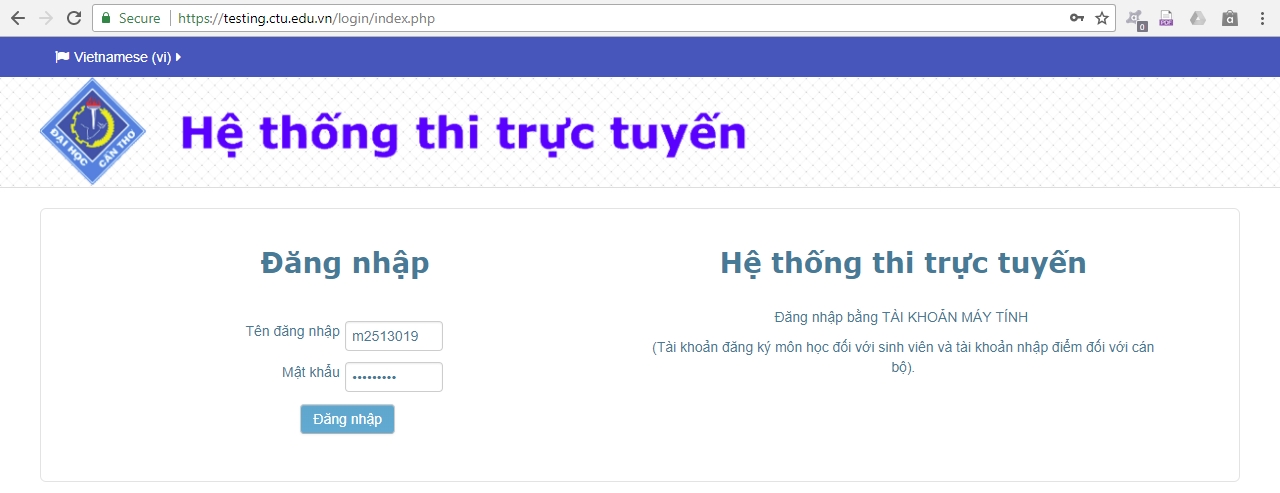 Secure https://testing.ctu.edu.vn/login/index.php
0 PDF a
Vietnamese (vi)
ĐẠI HỌC CẦN THƠ
Hệ thống thi trực tuyến
Đăng nhập
Tên đăng nhập m2513019
Mật khẩu •••••••••
Đăng nhập
Hệ thống thi trực tuyến
Đăng nhập bằng TÀI KHOẢN MÁY TÍNH
(Tài khoản đăng ký môn học đối với sinh viên và tài khoản nhập điểm đối với cán
bộ).